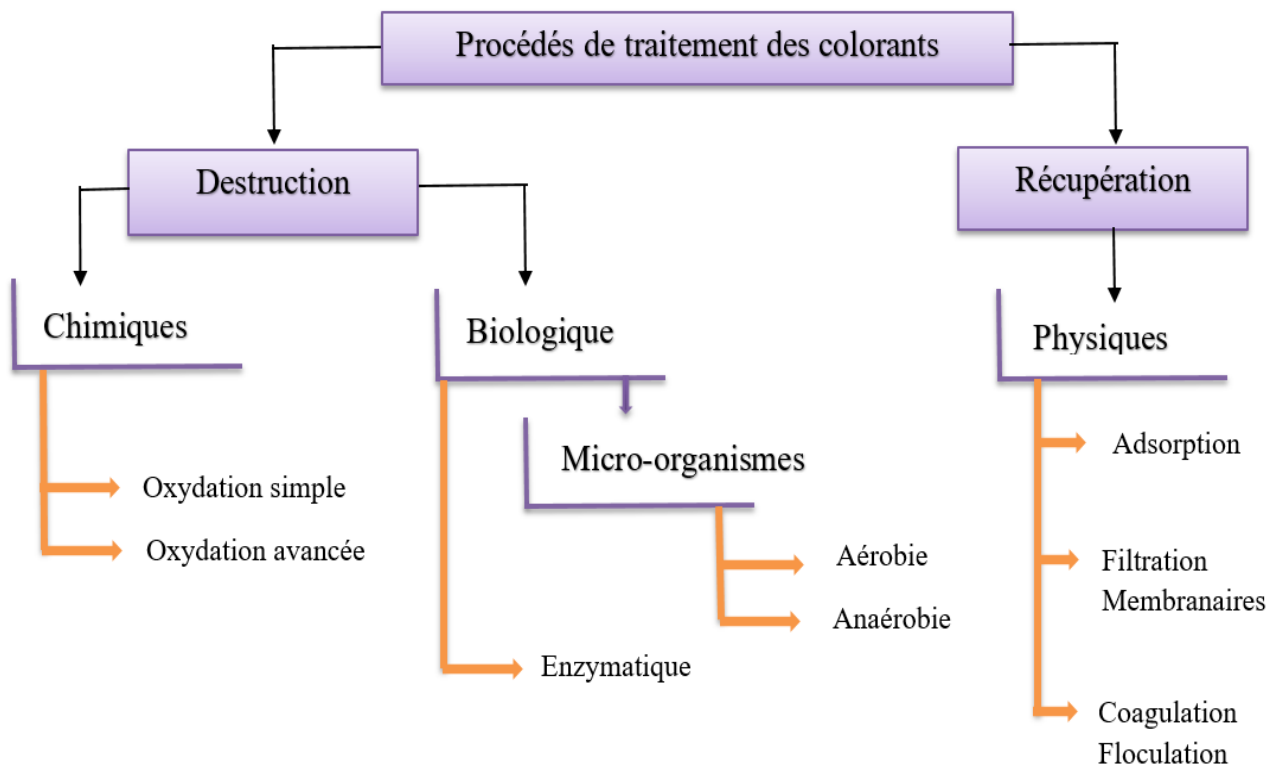 Procédés de traitement des colorants
Destruction
Récupération
Chimiques
Biologique
Physiques
Micro-organismes
Adsorption
Oxydation simple
Oxydation avancée
Aérobie
Filtration
Membranaires
Anaérobie
Enzymatique
Coagulation
Floculation